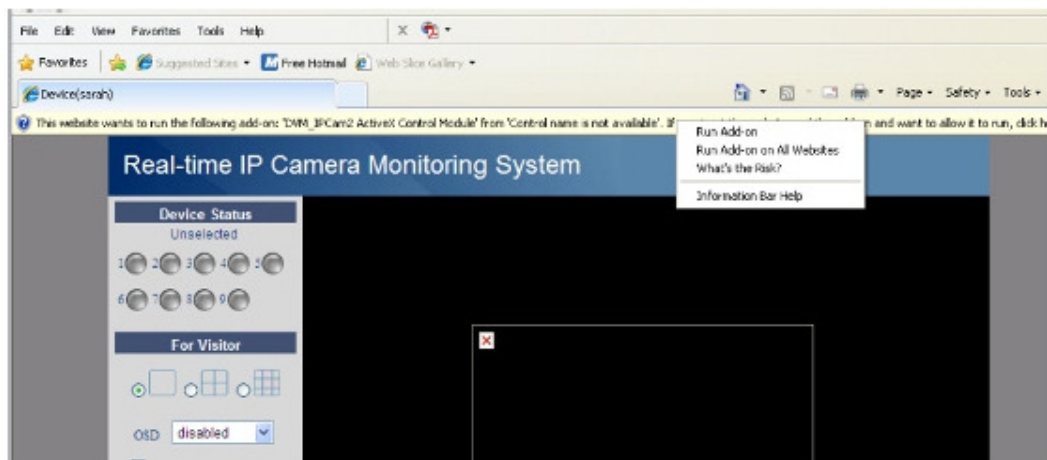 File Edit View Favorites Tools Help
Favorites Suggested Sites Free Hotmail Web Slice Gallery
Device(sarah) Page Safety Tools
This website wants to run the following add-on: 'DVM_IPCam2 ActiveX Control Module' from 'Control name is not available'. If and want to allow it to run, click
Run Add-on
Run Add-on on All Websites
What's the Risk?
Information Bar Help
Real-time IP Camera Monitoring System
Device Status
Unselected
1 2 3 4 5
6 7 8 9
For Visitor
OSD disabled